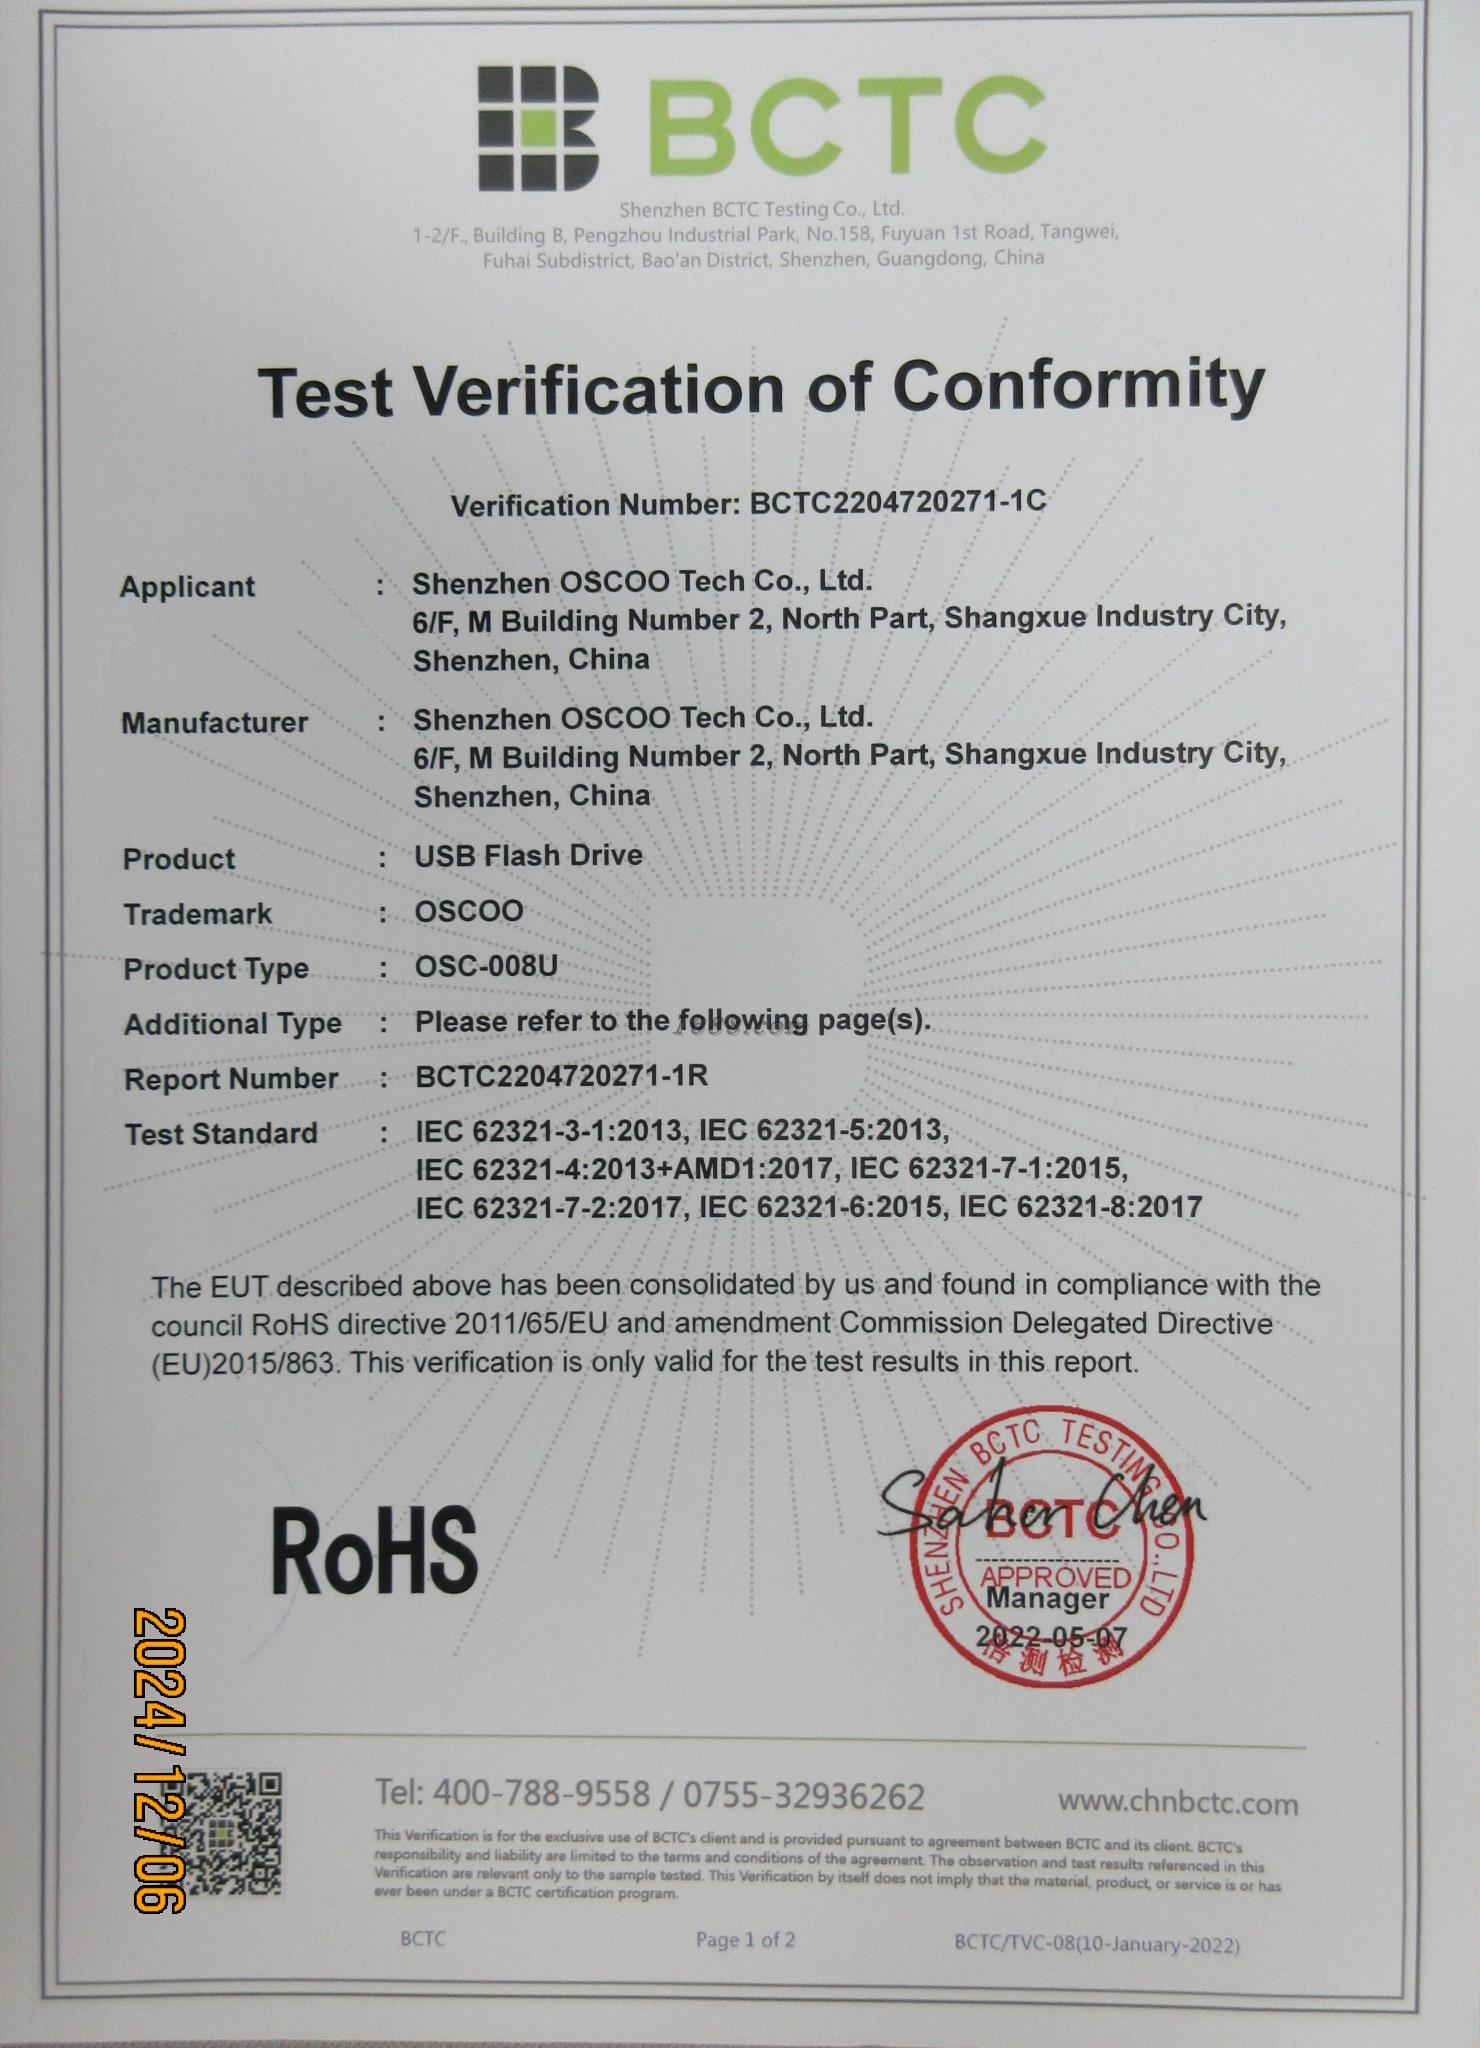 BCTC
Shenzhen BCTC Testing Co., Ltd.
1-2/F., Building B, Pengzhou Industrial Park, No.158, Fuyuan 1st Road, Tangwei,
Fuhai Subdistrict, Bao'an District, Shenzhen, Guangdong, China
Test Verification of Conformity
Verification Number: BCTC2204720271-1C
Applicant : Shenzhen OSCOO Tech Co., Ltd.
6/F, M Building Number 2, North Part, Shangxue Industry City,
Shenzhen, China
Manufacturer : Shenzhen OSCOO Tech Co., Ltd.
6/F, M Building Number 2, North Part, Shangxue Industry City,
Shenzhen, China
Product : USB Flash Drive
Trademark : OSCOO
Product Type : OSC-008U
Additional Type : Please refer to the following page(s).
1688.com
Report Number : BCTC2204720271-1R
Test Standard : IEC 62321-3-1:2013, IEC 62321-5:2013,
IEC 62321-4:2013+AMD1:2017, IEC 62321-7-1:2015,
IEC 62321-7-2:2017, IEC 62321-6:2015, IEC 62321-8:2017
The EUT described above has been consolidated by us and found in compliance with the
council RoHS directive 2011/65/EU and amendment Commission Delegated Directive
(EU)2015/863. This verification is only valid for the test results in this report.
RoHS
SHENZHEN BCTC TESTING CO.,LTD
Chen
BCTC
APPROVED
Manager
2022-05-07
倍测检测
2024/12/06
Tel: 400-788-9558 / 0755-32936262
www.chnbctc.com
This Verification is for the exclusive use of BCTC's client and is provided pursuant to agreement between BCTC and its client. BCTC's
responsibility and liability are limited to the terms and conditions of the agreement. The observation and test results referenced in this
Verification are relevant only to the sample tested. This Verification by itself does not imply that the material, product, or service is or has
ever been under a BCTC certification program.
BCTC
Page 1 of 2
BCTC/TVC-08(10-January-2022)